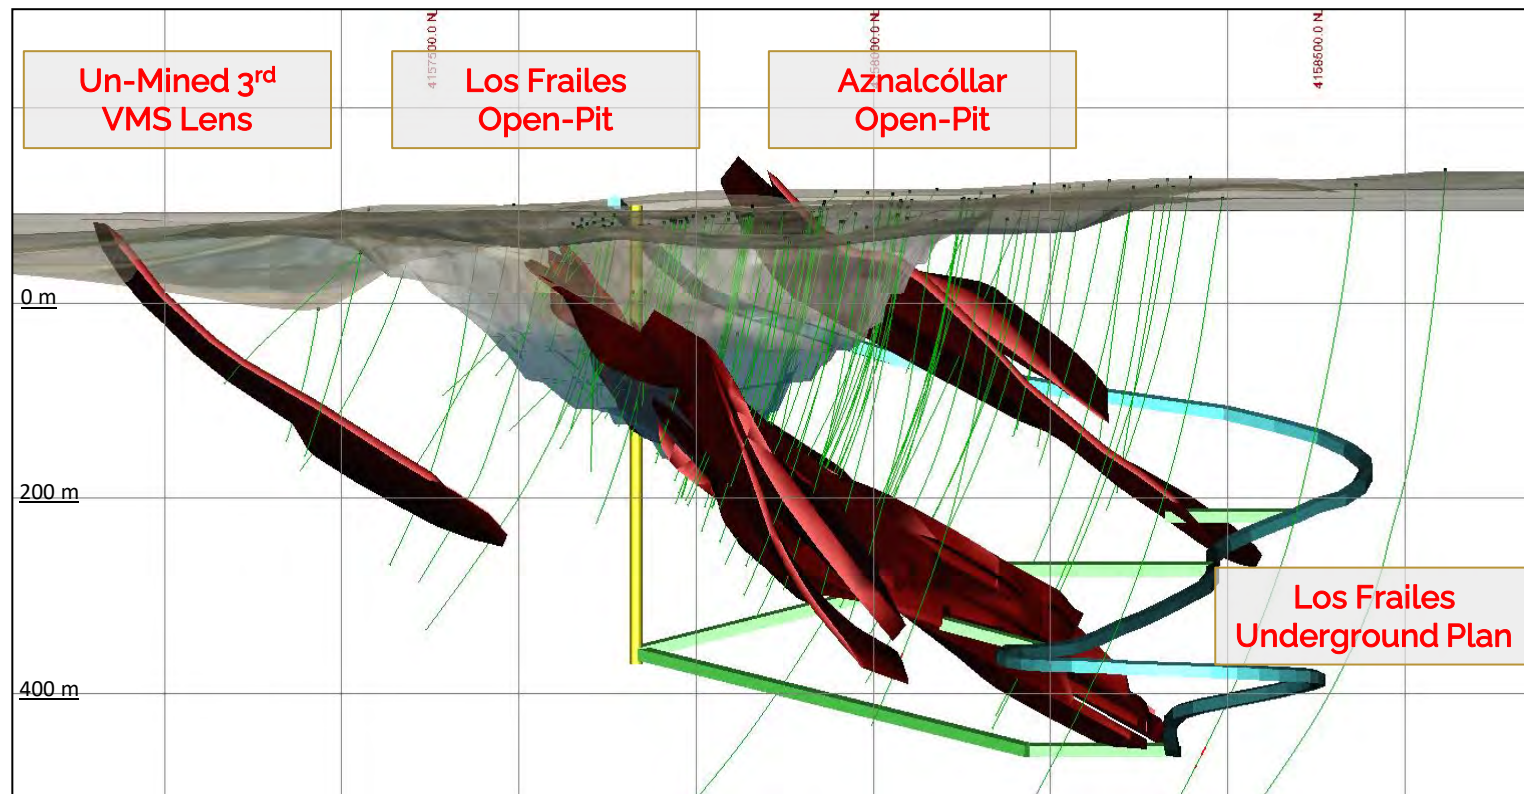 4157500.0 N
4158000.0 N
4158500.0 N
Un-Mined 3rd
VMS Lens
Los Frailes
Open-Pit
Aznalcóllar
Open-Pit
0 m
200 m
400 m
Los Frailes
Underground Plan